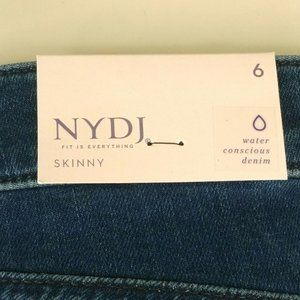 6
NYDJ®
FIT IS EVERYTHING
SKINNY
water
conscious
denim